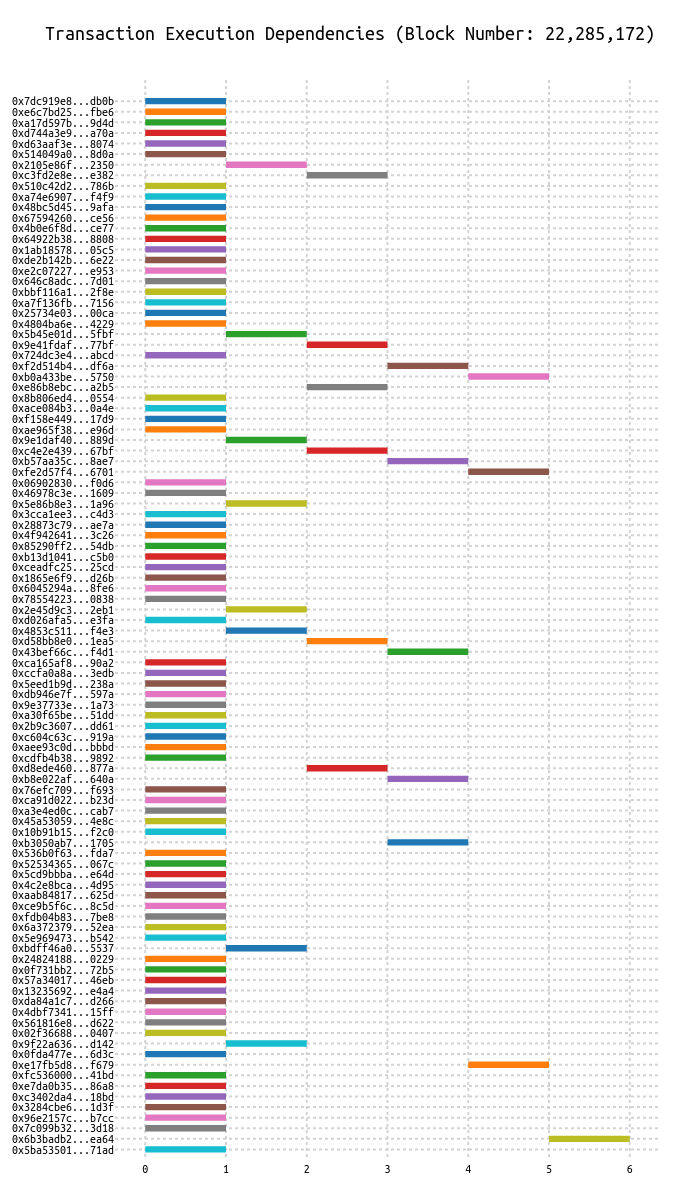 Transaction Execution Dependencies (Block Number: 22,285,172)
0x7dc919e8...db0b
0xe6c7bd25...fbe6
0xa17d597b...9d4d
0xd744a3e9...a70a
0xd63aaf3e...8074
0x514049a0...8d0a
0x2105e86f...2350
0xc3fd2e8e...e382
0x510c42d2...786b
0xa74e6907...f4f9
0x48bc5d45...9afa
0x67594260...ce56
0x4b0e6f8d...ce77
0x64922b38...8808
0x1ab18578...05c5
0xde2b142b...6e22
0xe2c07227...e953
0x646c8adc...7d01
0xbbf116a1...2f8e
0xa7f136fb...7156
0x25734e03...00ca
0x4804ba6e...4229
0x5b45e01d...5fbf
0x9e41fdaf...77bf
0x724dc3e4...abcd
0xf2d514b4...df6a
0xb0a433be...5750
0xe86b8ebc...a2b5
0x8b806ed4...0554
0xace084b3...0a4e
0xf158e449...17d9
0xae965f38...e96d
0x9e1daf40...889d
0xc4e2e439...67bf
0xb57aa35c...8ae7
0xfe2d57f4...6701
0x06902830...f0d6
0x46978c3e...1609
0x5e86b8e3...1a96
0x3cca1ee3...c4d3
0x28873c79...ae7a
0x4f942641...3c26
0x85290ff2...54db
0xb13d1041...c5b0
0xceadfc25...25cd
0x1865e6f9...d26b
0x6045294a...8fe6
0x78554223...0838
0x2e45d9c3...2eb1
0xd026afa5...e3fa
0x4853c511...f4e3
0xd58bb8e0...1ea5
0x43bef66c...f4d1
0xca165af8...90a2
0xccfa0a8a...3edb
0x5eed1b9d...238a
0xdb946e7f...597a
0x9e37733e...1a73
0xa30f65be...51dd
0x2b9c3607...dd61
0xc604c63c...919a
0xaee93c0d...bbbd
0xcdfb4b38...9892
0xd8ede460...877a
0xb8e022af...640a
0x76efc709...f693
0xca91d022...b23d
0xa3e4ed0c...cab7
0x45a53059...4e8c
0x10b91b15...f2c0
0xb3050ab7...1705
0x536b0f63...fda7
0x52534365...067c
0x5cd9bbba...e64d
0x4c2e8bca...4d95
0xaab84817...625d
0xce9b5f6c...8c5d
0xfdb04b83...7be8
0x6a372379...52ea
0x5e969473...b542
0xbdff46a0...5537
0x24824188...0229
0x0f731bb2...72b5
0x57a34017...46eb
0x13235692...e4a4
0xda84a1c7...d266
0x4dbf7341...15ff
0x561816e8...d622
0x02f36688...0407
0x9f22a636...d142
0x0fda477e...6d3c
0xe17fb5d8...f679
0xfc536000...41bd
0xe7da0b35...86a8
0xc3402da4...18bd
0x3284cbe6...1d3f
0x96e2157c...b7cc
0x7c099b32...3d18
0x6b3badb2...ea64
0x5ba53501...71ad
0 1 2 3 4 5 6